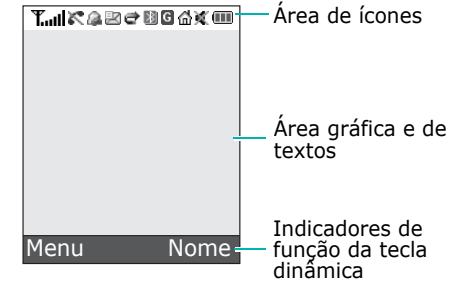 Área de ícones
G
Área gráfica e de
textos
Menu Nome
Indicadores de
função da tecla
dinâmica